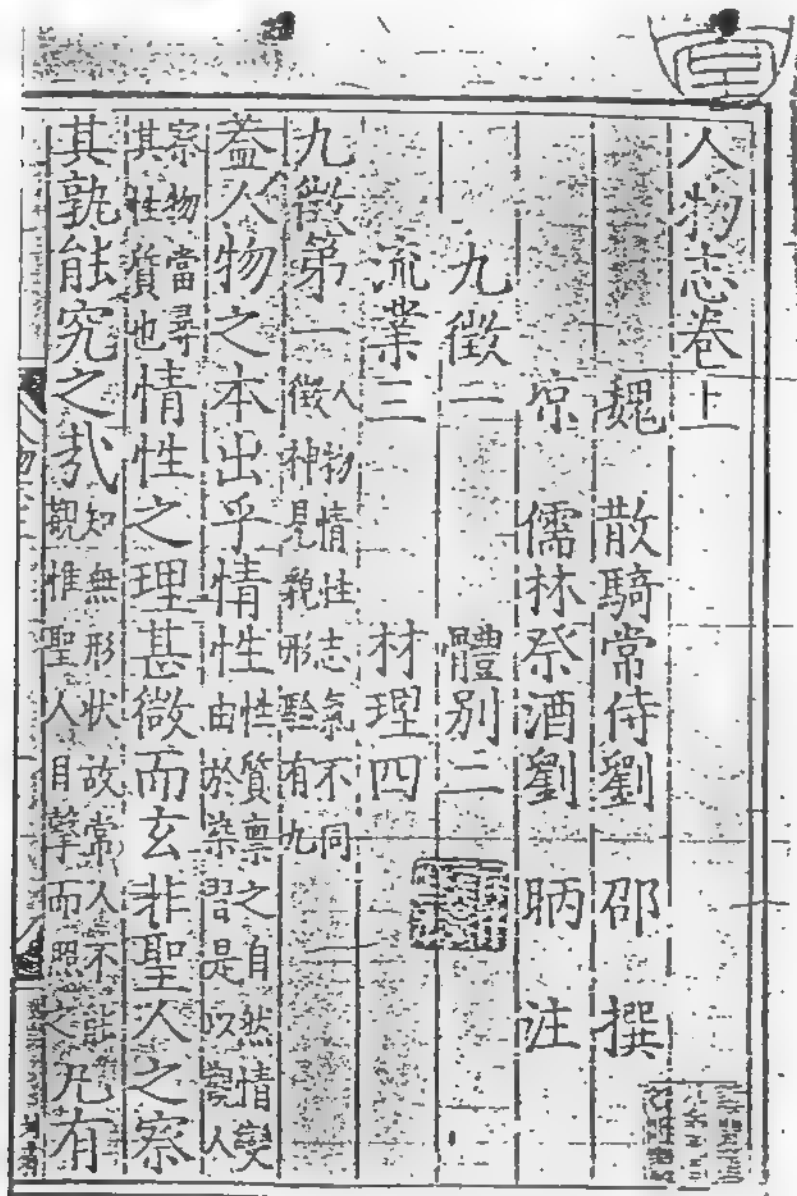 人物志卷上
魏　散騎常侍劉　邵　撰
涼　儒林祭酒劉　昞　注
九徵一　體別二
流業三　材理四
九徵第一 人物情性志氣不同 徵神見貌形驗有九
蓋人物之本出乎情性 性質禀之自然情變 由於染習是以觀人
察物當尋 其性質也 情性之理甚微而玄非聖人之察
其孰能究之哉 知無形狀故常人不能 觀惟聖人目擊而照之 凡有